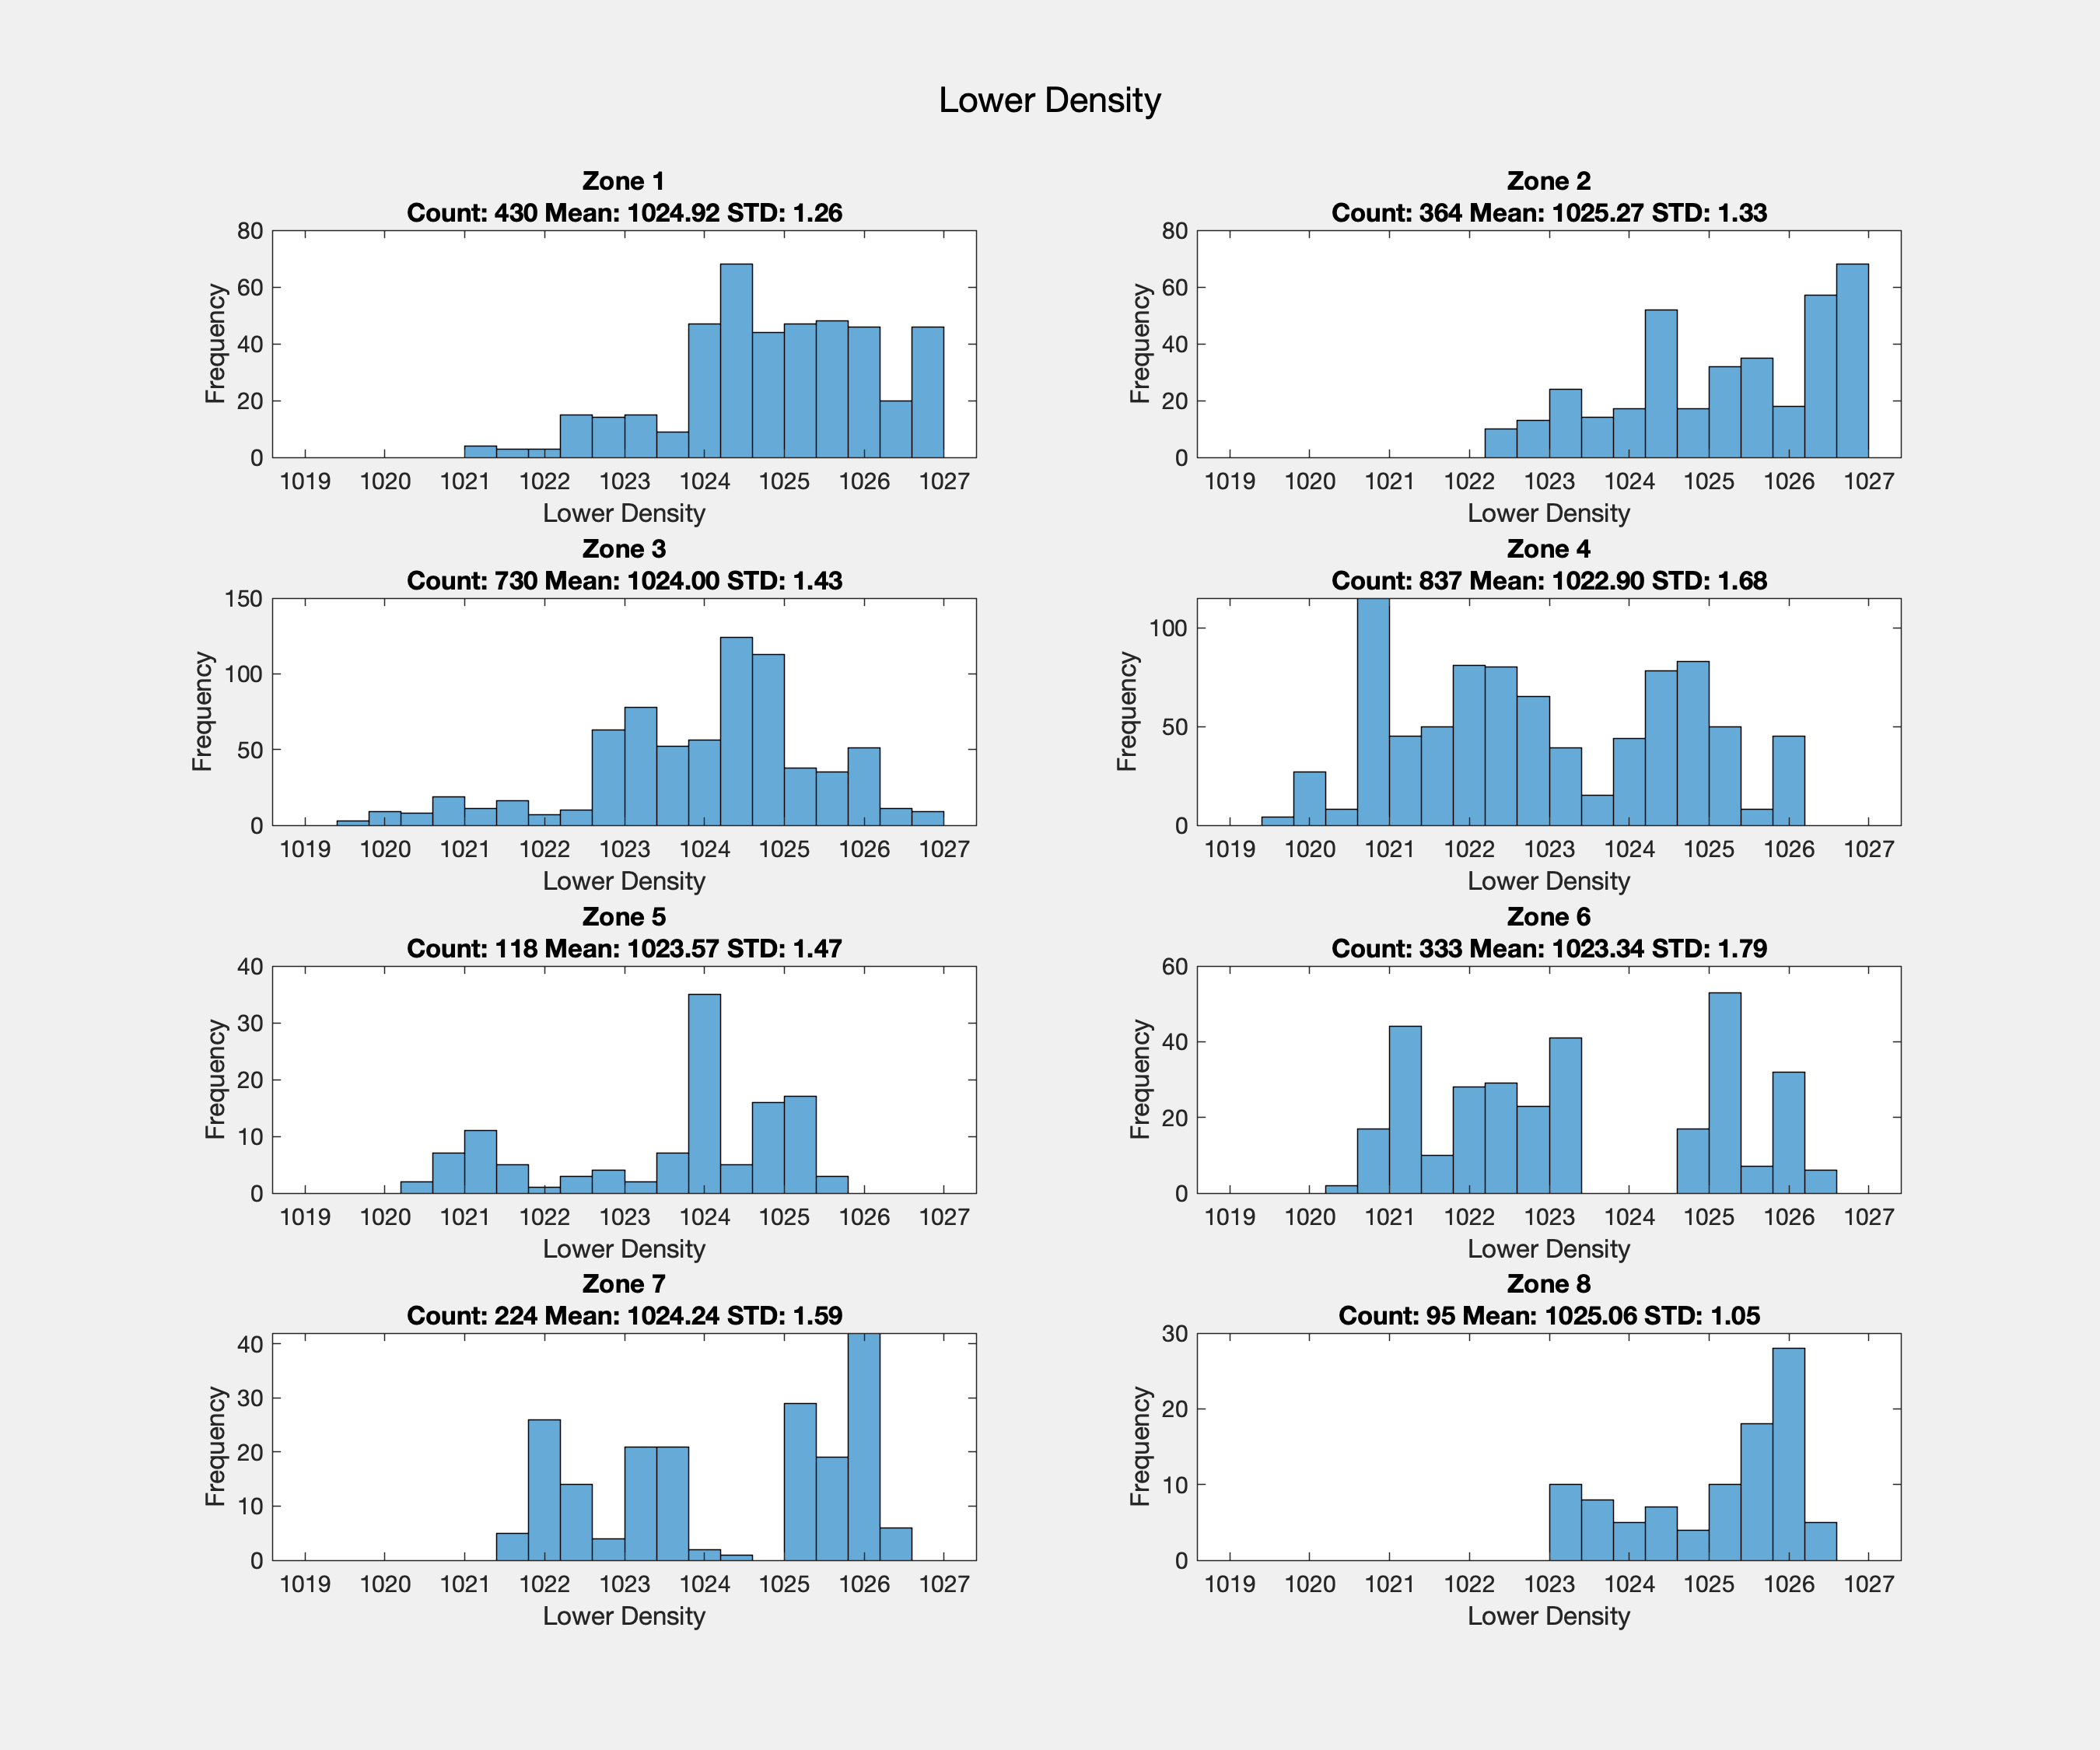 Lower Density
Zone 1
Count: 430 Mean: 1024.92 STD: 1.26
80
60
40
20
0
Frequency
1019 1020 1021 1022 1023 1024 1025 1026 1027
Lower Density
Zone 2
Count: 364 Mean: 1025.27 STD: 1.33
80
60
40
20
0
Frequency
1019 1020 1021 1022 1023 1024 1025 1026 1027
Lower Density
Zone 3
Count: 730 Mean: 1024.00 STD: 1.43
150
100
50
0
Frequency
1019 1020 1021 1022 1023 1024 1025 1026 1027
Lower Density
Zone 4
Count: 837 Mean: 1022.90 STD: 1.68
100
50
0
Frequency
1019 1020 1021 1022 1023 1024 1025 1026 1027
Lower Density
Zone 5
Count: 118 Mean: 1023.57 STD: 1.47
40
30
20
10
0
Frequency
1019 1020 1021 1022 1023 1024 1025 1026 1027
Lower Density
Zone 6
Count: 333 Mean: 1023.34 STD: 1.79
60
40
20
0
Frequency
1019 1020 1021 1022 1023 1024 1025 1026 1027
Lower Density
Zone 7
Count: 224 Mean: 1024.24 STD: 1.59
40
30
20
10
0
Frequency
1019 1020 1021 1022 1023 1024 1025 1026 1027
Lower Density
Zone 8
Count: 95 Mean: 1025.06 STD: 1.05
30
20
10
0
Frequency
1019 1020 1021 1022 1023 1024 1025 1026 1027
Lower Density